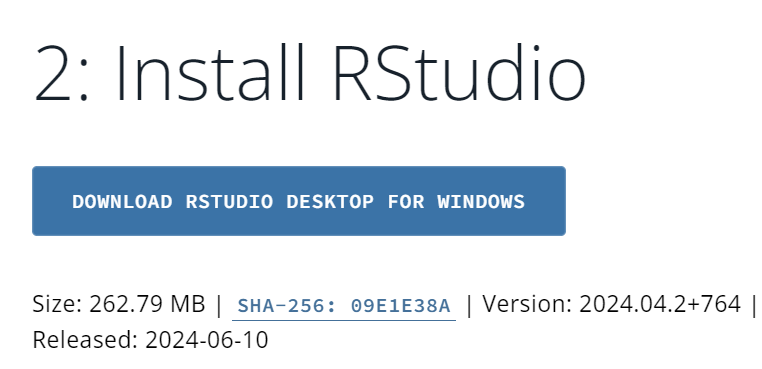 2: Install RStudio
DOWNLOAD RSTUDIO DESKTOP FOR WINDOWS
Size: 262.79 MB | SHA-256: 09E1E38A | Version: 2024.04.2+764 |
Released: 2024-06-10